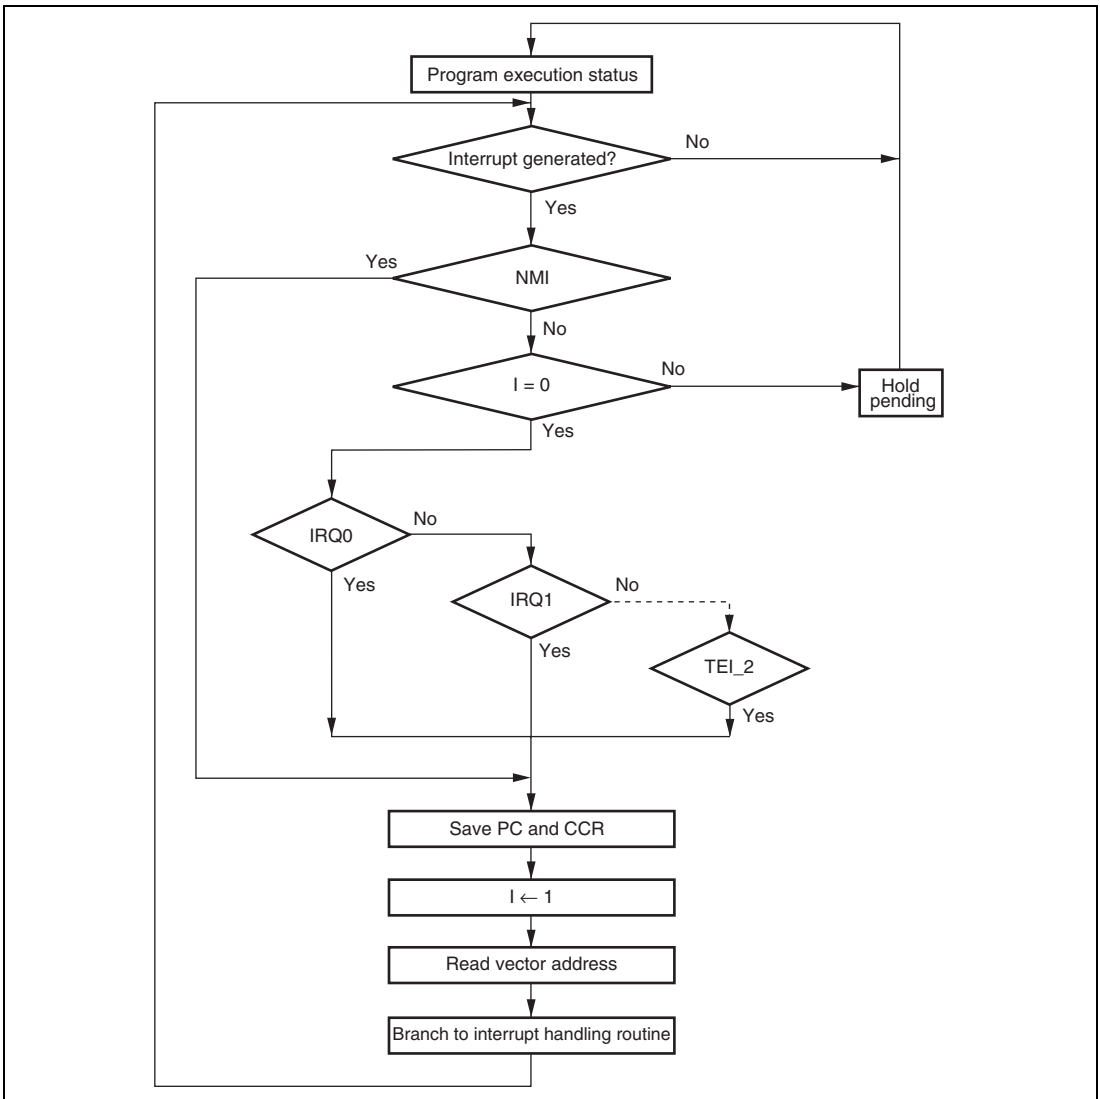 Program execution status
Interrupt generated?
No
Yes
Yes
NMI
No
I = 0
No
Hold
pending
Yes
IRQ0
No
Yes
IRQ1
No
Yes
TEI_2
Yes
Save PC and CCR
I ← 1
Read vector address
Branch to interrupt handling routine